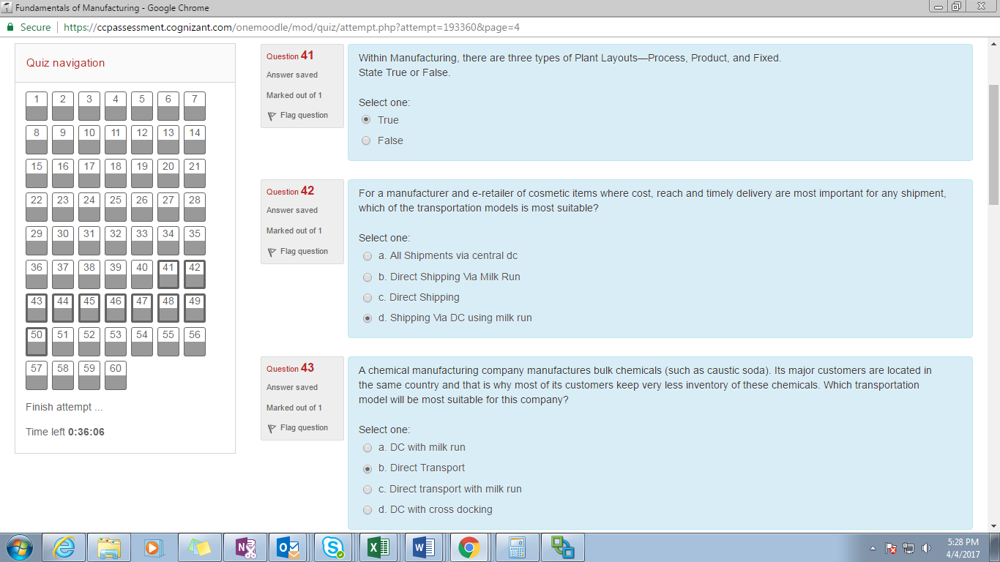 Fundamentals of Manufacturing - Google Chrome
Secure https://ccpassessment.cognizant.com/onemoodle/mod/quiz/attempt.php?attempt=193360&page=4
Quiz navigation
1 2 3 4 5 6 7
8 9 10 11 12 13 14
15 16 17 18 19 20 21
22 23 24 25 26 27 28
29 30 31 32 33 34 35
36 37 38 39 40 41 42
43 44 45 46 47 48 49
50 51 52 53 54 55 56
57 58 59 60
Finish attempt ...
Time left 0:36:06
Question 41
Answer saved
Marked out of 1
Flag question
Within Manufacturing, there are three types of Plant Layouts—Process, Product, and Fixed.
State True or False.
Select one:
True
False
Question 42
Answer saved
Marked out of 1
Flag question
For a manufacturer and e-retailer of cosmetic items where cost, reach and timely delivery are most important for any shipment,
which of the transportation models is most suitable?
Select one:
a. All Shipments via central dc
b. Direct Shipping Via Milk Run
c. Direct Shipping
d. Shipping Via DC using milk run
Question 43
Answer saved
Marked out of 1
Flag question
A chemical manufacturing company manufactures bulk chemicals (such as caustic soda). Its major customers are located in
the same country and that is why most of its customers keep very less inventory of these chemicals. Which transportation
model will be most suitable for this company?
Select one:
a. DC with milk run
b. Direct Transport
c. Direct transport with milk run
d. DC with cross docking
5:28 PM
4/4/2017